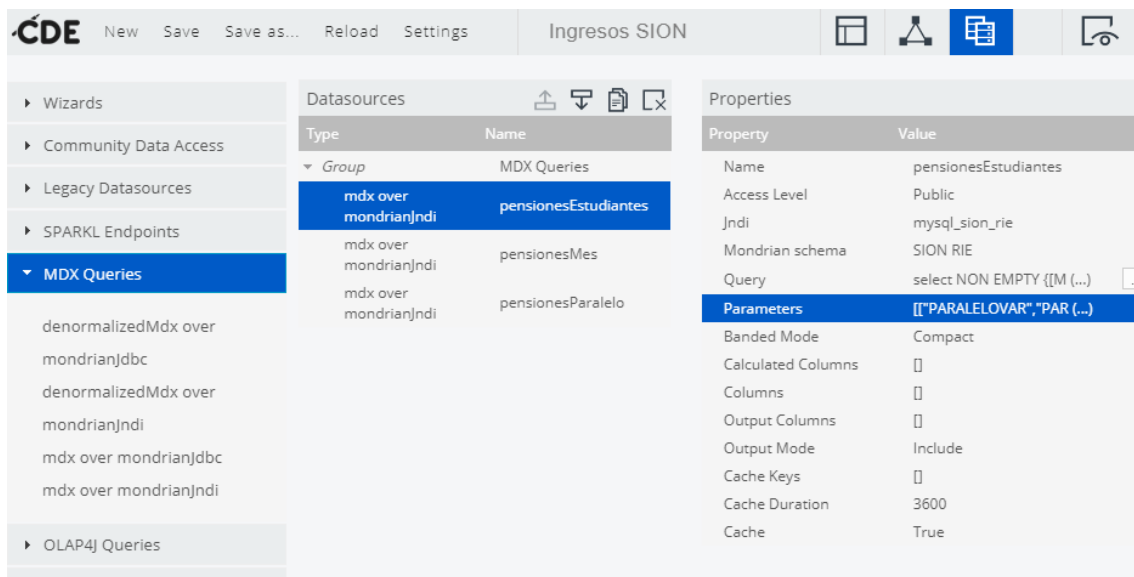 CDE New Save Save as... Reload Settings Ingresos SION
Wizards
Community Data Access
Legacy Datasources
SPARKL Endpoints
MDX Queries
denormalizedMdx over
mondrianJdbc
denormalizedMdx over
mondrianJndi
mdx over mondrianJdbc
mdx over mondrianJndi
OLAP4J Queries
Datasources
Type Name
Group MDX Queries
mdx over
mondrianJndi pensionesEstudiantes
mdx over
mondrianJndi pensionesMes
mdx over
mondrianJndi pensionesParalelo
Properties
Property Value
Name pensionesEstudiantes
Access Level Public
Jndi mysql_sion_rie
Mondrian schema SION RIE
Query select NON EMPTY {[M (...)
Parameters [["PARALELOVAR","PAR (...)
Banded Mode Compact
Calculated Columns []
Columns []
Output Columns []
Output Mode Include
Cache Keys []
Cache Duration 3600
Cache True